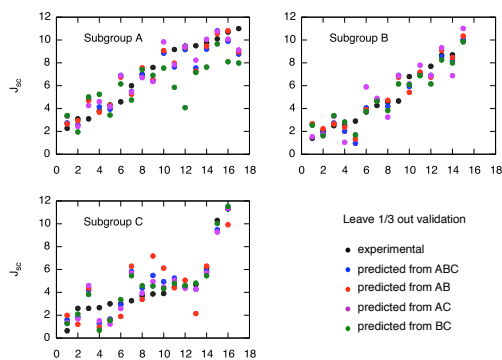 Subgroup A
12
10
8
6
4
2
0
J_sc
0 2 4 6 8 10 12 14 16 18
Subgroup B
12
10
8
6
4
2
0
0 2 4 6 8 10 12 14 16 18
Subgroup C
12
10
8
6
4
2
0
J_sc
0 2 4 6 8 10 12 14 16 18
Leave 1/3 out validation
experimental
predicted from ABC
predicted from AB
predicted from AC
predicted from BC